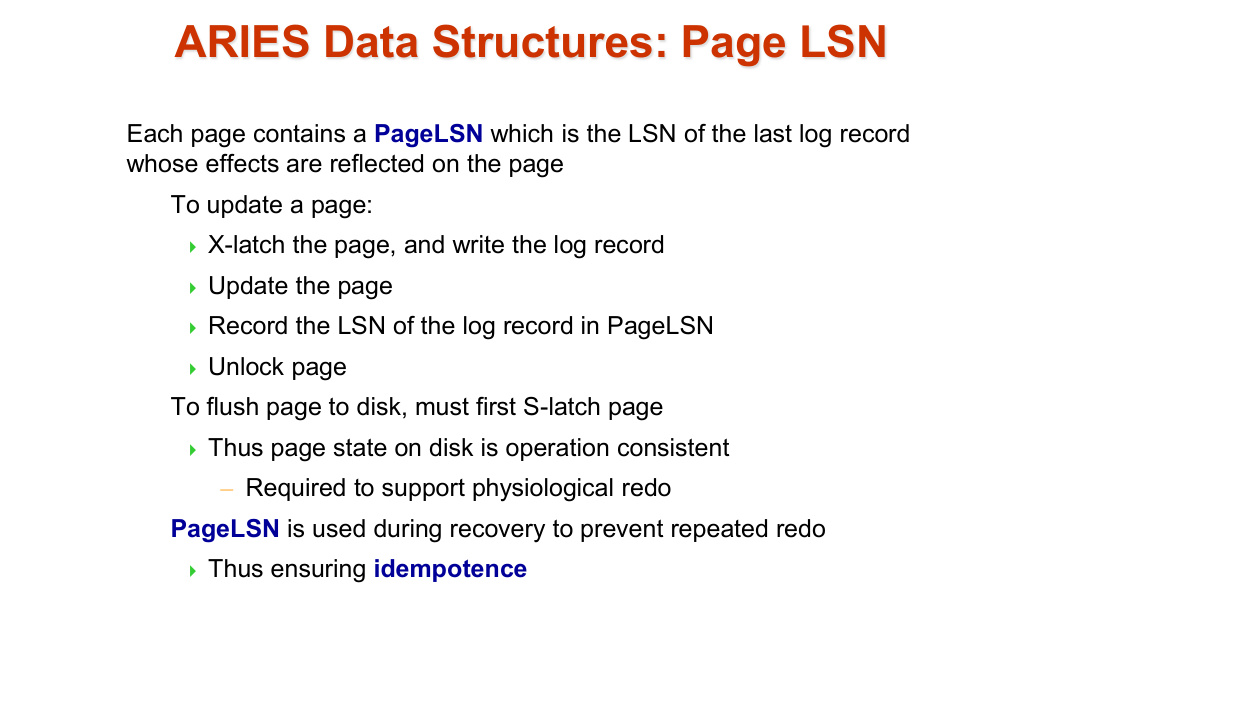 ARIES Data Structures: Page LSN
Each page contains a PageLSN which is the LSN of the last log record
whose effects are reflected on the page
To update a page:
X-latch the page, and write the log record
Update the page
Record the LSN of the log record in PageLSN
Unlock page
To flush page to disk, must first S-latch page
Thus page state on disk is operation consistent
– Required to support physiological redo
PageLSN is used during recovery to prevent repeated redo
Thus ensuring idempotence